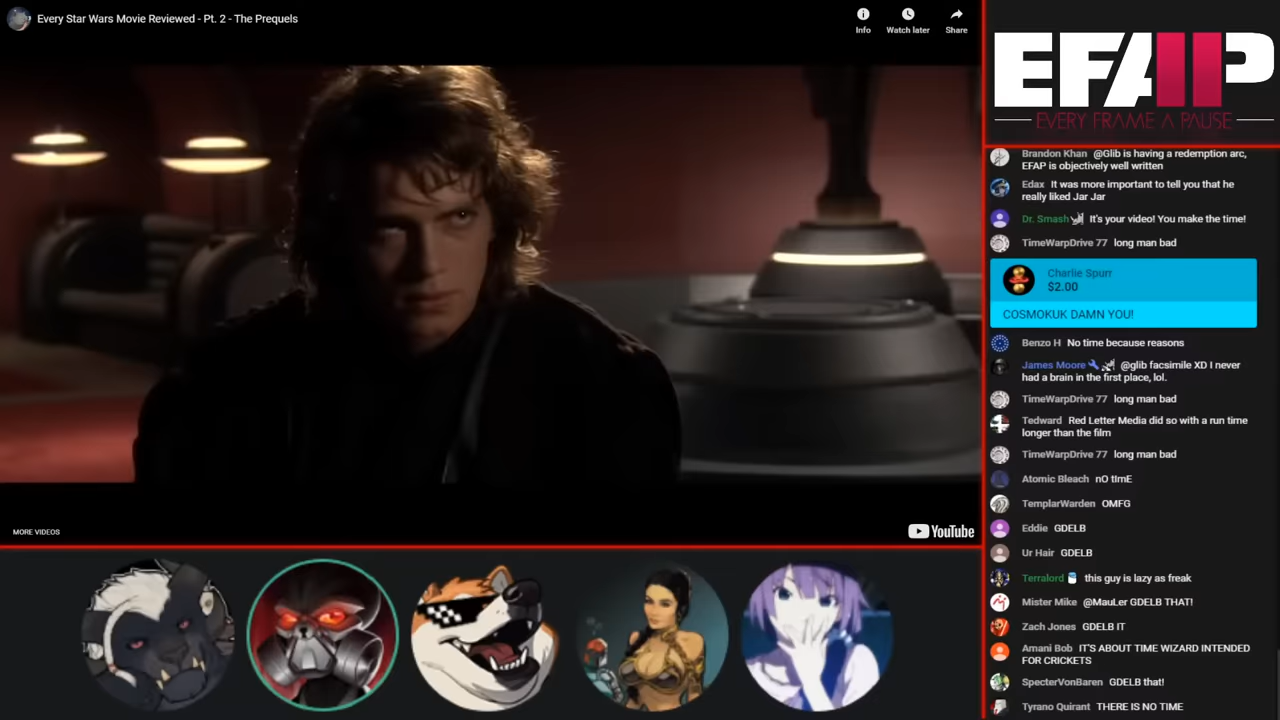 Every Star Wars Movie Reviewed - Pt. 2 - The Prequels
Info
Watch later
Share
MORE VIDEOS
YouTube
EFAP
EVERY FRAME A PAUSE
Brandon Khan @Glib is having a redemption arc,
EFAP is objectively well written
Edax It was more important to tell you that he
really liked Jar Jar
Dr. Smash It's your video! You make the time!
TimeWarpDrive 77 long man bad
Charlie Spurr
$2.00
COSMOKUK DAMN YOU!
Benzo H No time because reasons
James Moore @glib facsimile XD I never
had a brain in the first place, lol.
TimeWarpDrive 77 long man bad
Tedward Red Letter Media did so with a run time
longer than the film
TimeWarpDrive 77 long man bad
Atomic Bleach nO tImE
TemplarWarden OMFG
Eddie GDELB
Ur Hair GDELB
Terralord this guy is lazy as freak
Mister Mike @MauLer GDELB THAT!
Zach Jones GDELB IT
Amani Bob IT'S ABOUT TIME WIZARD INTENDED
FOR CRICKETS
SpecterVonBaren GDELB that!
Tyrano Quirant THERE IS NO TIME